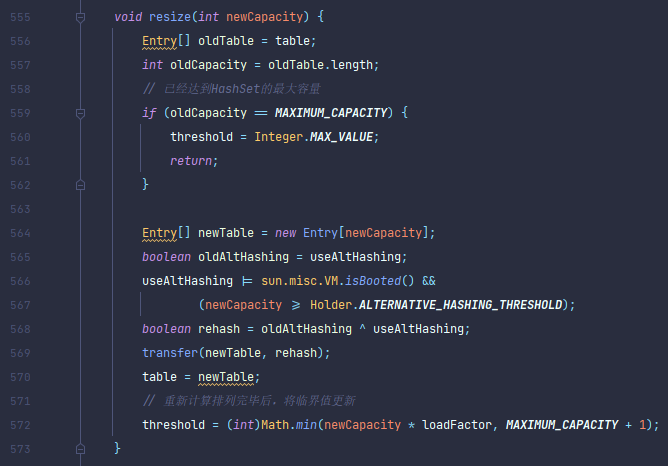 555 void resize(int newCapacity) {
556 Entry[] oldTable = table;
557 int oldCapacity = oldTable.length;
558 // 已经达到HashSet的最大容量
559 if (oldCapacity == MAXIMUM_CAPACITY) {
560 threshold = Integer.MAX_VALUE;
561 return;
562 }
563
564 Entry[] newTable = new Entry[newCapacity];
565 boolean oldAltHashing = useAltHashing;
566 useAltHashing |= sun.misc.VM.isBooted() &&
567 (newCapacity >= Holder.ALTERNATIVE_HASHING_THRESHOLD);
568 boolean rehash = oldAltHashing ^ useAltHashing;
569 transfer(newTable, rehash);
570 table = newTable;
571 // 重新计算排列完毕后，将临界值更新
572 threshold = (int)Math.min(newCapacity * loadFactor, MAXIMUM_CAPACITY + 1);
573 }